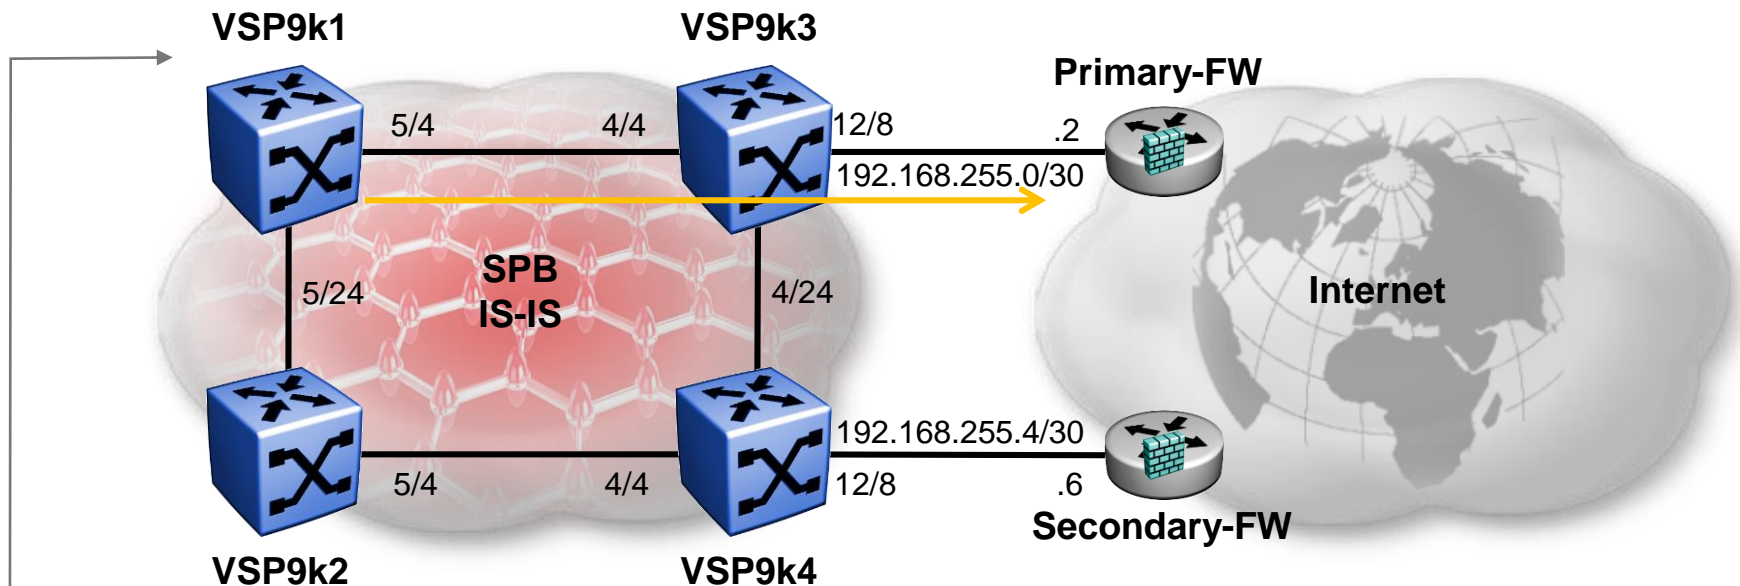 VSP9k1
VSP9k3
Primary-FW
5/4
4/4
12/8
.2
192.168.255.0/30
SPB
IS-IS
5/24
4/24
Internet
192.168.255.4/30
5/4
4/4
12/8
.6
Secondary-FW
VSP9k2
VSP9k4